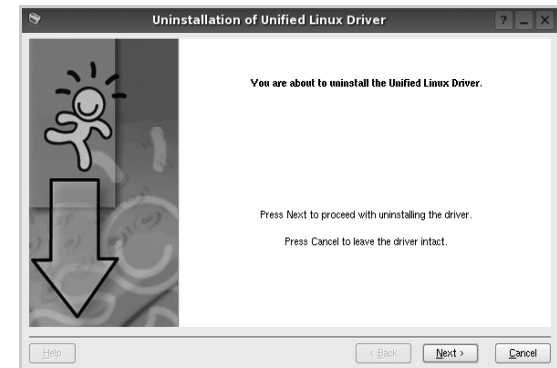 Uninstallation of Unified Linux Driver
You are about to uninstall the Unified Linux Driver.
Press Next to proceed with uninstalling the driver.
Press Cancel to leave the driver intact.
Help
< Back
Next >
Cancel